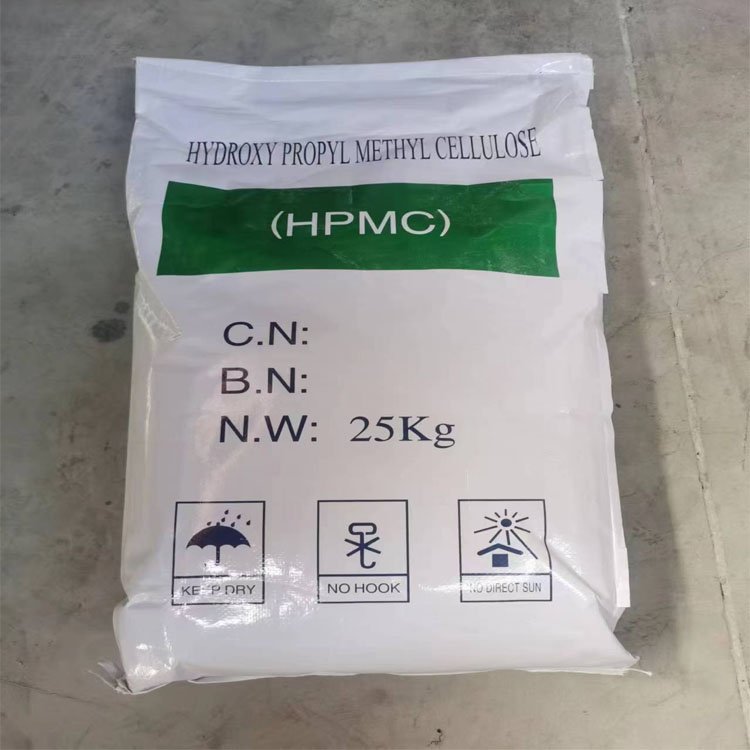 HYDROXY PROPYL METHYL CELLULOSE
(HPMC)
C.N:
B.N:
N.W: 25Kg
KEEP DRY
NO HOOK
NO DIRECT SUN